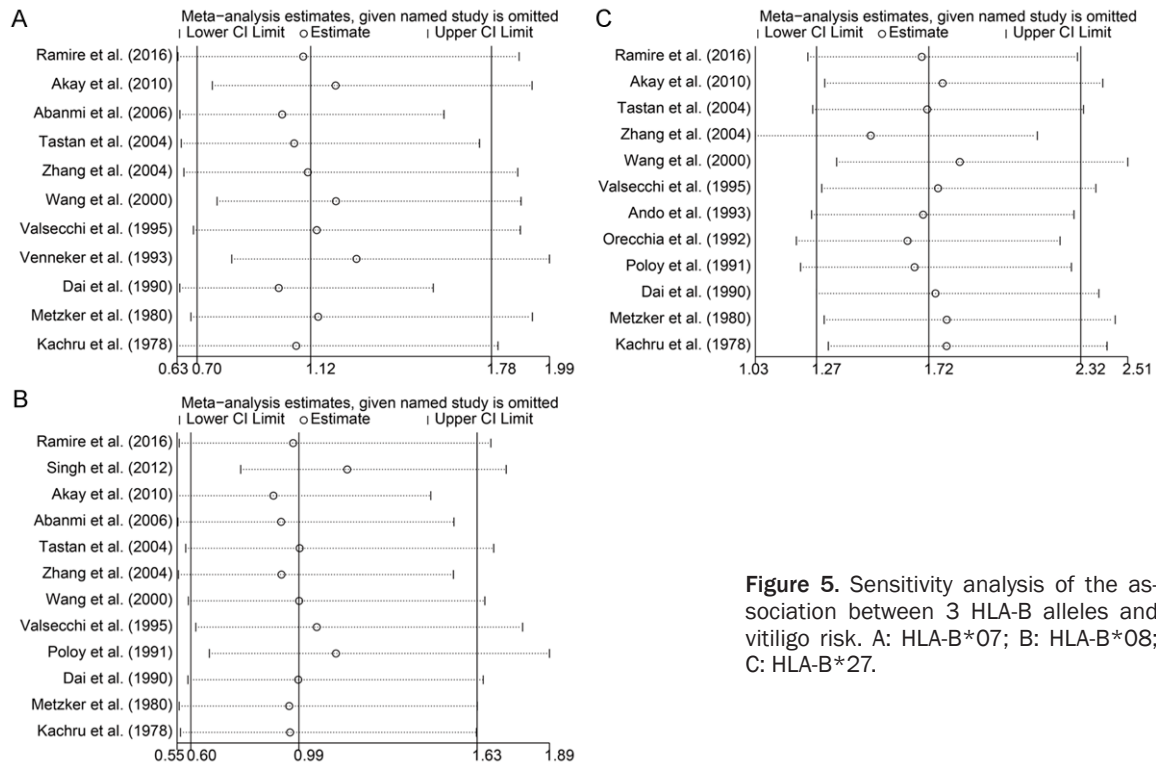 A
Meta-analysis estimates, given named study is omitted
Lower CI Limit Estimate Upper CI Limit
Ramire et al. (2016)
Akay et al. (2010)
Abanmi et al. (2006)
Tastan et al. (2004)
Zhang et al. (2004)
Wang et al. (2000)
Valsecchi et al. (1995)
Venneker et al. (1993)
Dai et al. (1990)
Metzker et al. (1980)
Kachru et al. (1978)
0.63 0.70 1.12 1.78 1.99
B
Meta-analysis estimates, given named study is omitted
Lower CI Limit Estimate Upper CI Limit
Ramire et al. (2016)
Singh et al. (2012)
Akay et al. (2010)
Abanmi et al. (2006)
Tastan et al. (2004)
Zhang et al. (2004)
Wang et al. (2000)
Valsecchi et al. (1995)
Poloy et al. (1991)
Dai et al. (1990)
Metzker et al. (1980)
Kachru et al. (1978)
0.55 0.60 0.99 1.63 1.89
C
Meta-analysis estimates, given named study is omitted
Lower CI Limit Estimate Upper CI Limit
Ramire et al. (2016)
Akay et al. (2010)
Tastan et al. (2004)
Zhang et al. (2004)
Wang et al. (2000)
Valsecchi et al. (1995)
Ando et al. (1993)
Orecchia et al. (1992)
Poloy et al. (1991)
Dai et al. (1990)
Metzker et al. (1980)
Kachru et al. (1978)
1.03 1.27 1.72 2.32 2.51
Figure 5. Sensitivity analysis of the as-
sociation between 3 HLA-B alleles and
vitiligo risk. A: HLA-B*07; B: HLA-B*08;
C: HLA-B*27.